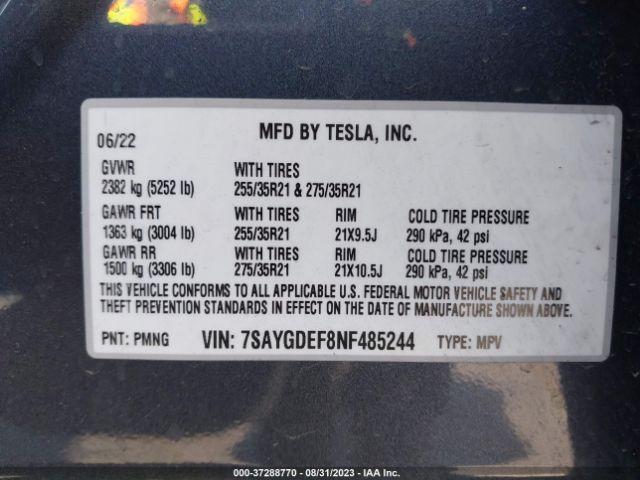 06/22 MFD BY TESLA, INC.
GVWR WITH TIRES
2382 kg (5252 lb) 255/35R21 & 275/35R21
GAWR FRT WITH TIRES RIM COLD TIRE PRESSURE
1363 kg (3004 lb) 255/35R21 21X9.5J 290 kPa, 42 psi
GAWR RR WITH TIRES RIM COLD TIRE PRESSURE
1500 kg (3306 lb) 275/35R21 21X10.5J 290 kPa, 42 psi
THIS VEHICLE CONFORMS TO ALL APPLICABLE U.S. FEDERAL MOTOR VEHICLE SAFETY AND
THEFT PREVENTION STANDARDS IN EFFECT ON THE DATE OF MANUFACTURE SHOWN ABOVE.
PNT: PMNG VIN: 7SAYGDEF8NF485244 TYPE: MPV
000-37288770 - 08/31/2023 - IAA Inc.